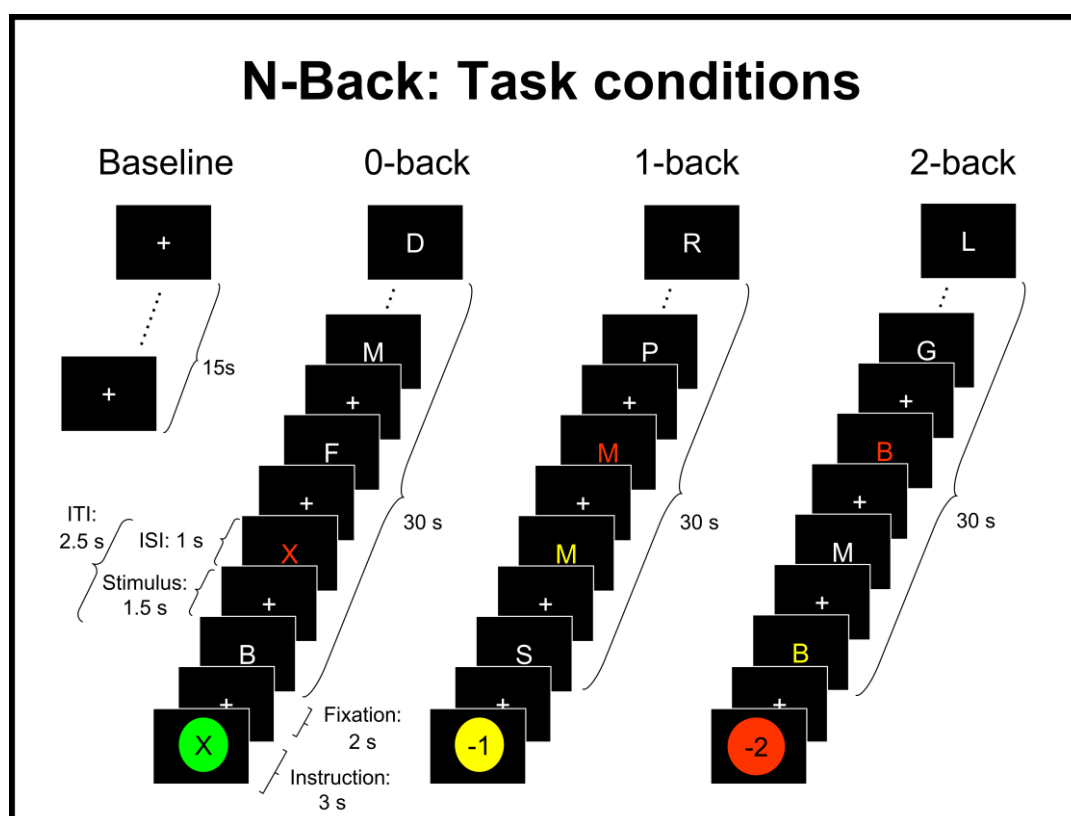 N-Back: Task conditions
Baseline 0-back 1-back 2-back
+ D R L
M P G
+ + +
+ F M B
15s
+ + +
X M M
+ + +
B S B
+ + +
X -1 -2
ITI:
2.5 s
ISI: 1 s
Stimulus:
1.5 s
30 s 30 s 30 s
Fixation:
2 s
Instruction:
3 s